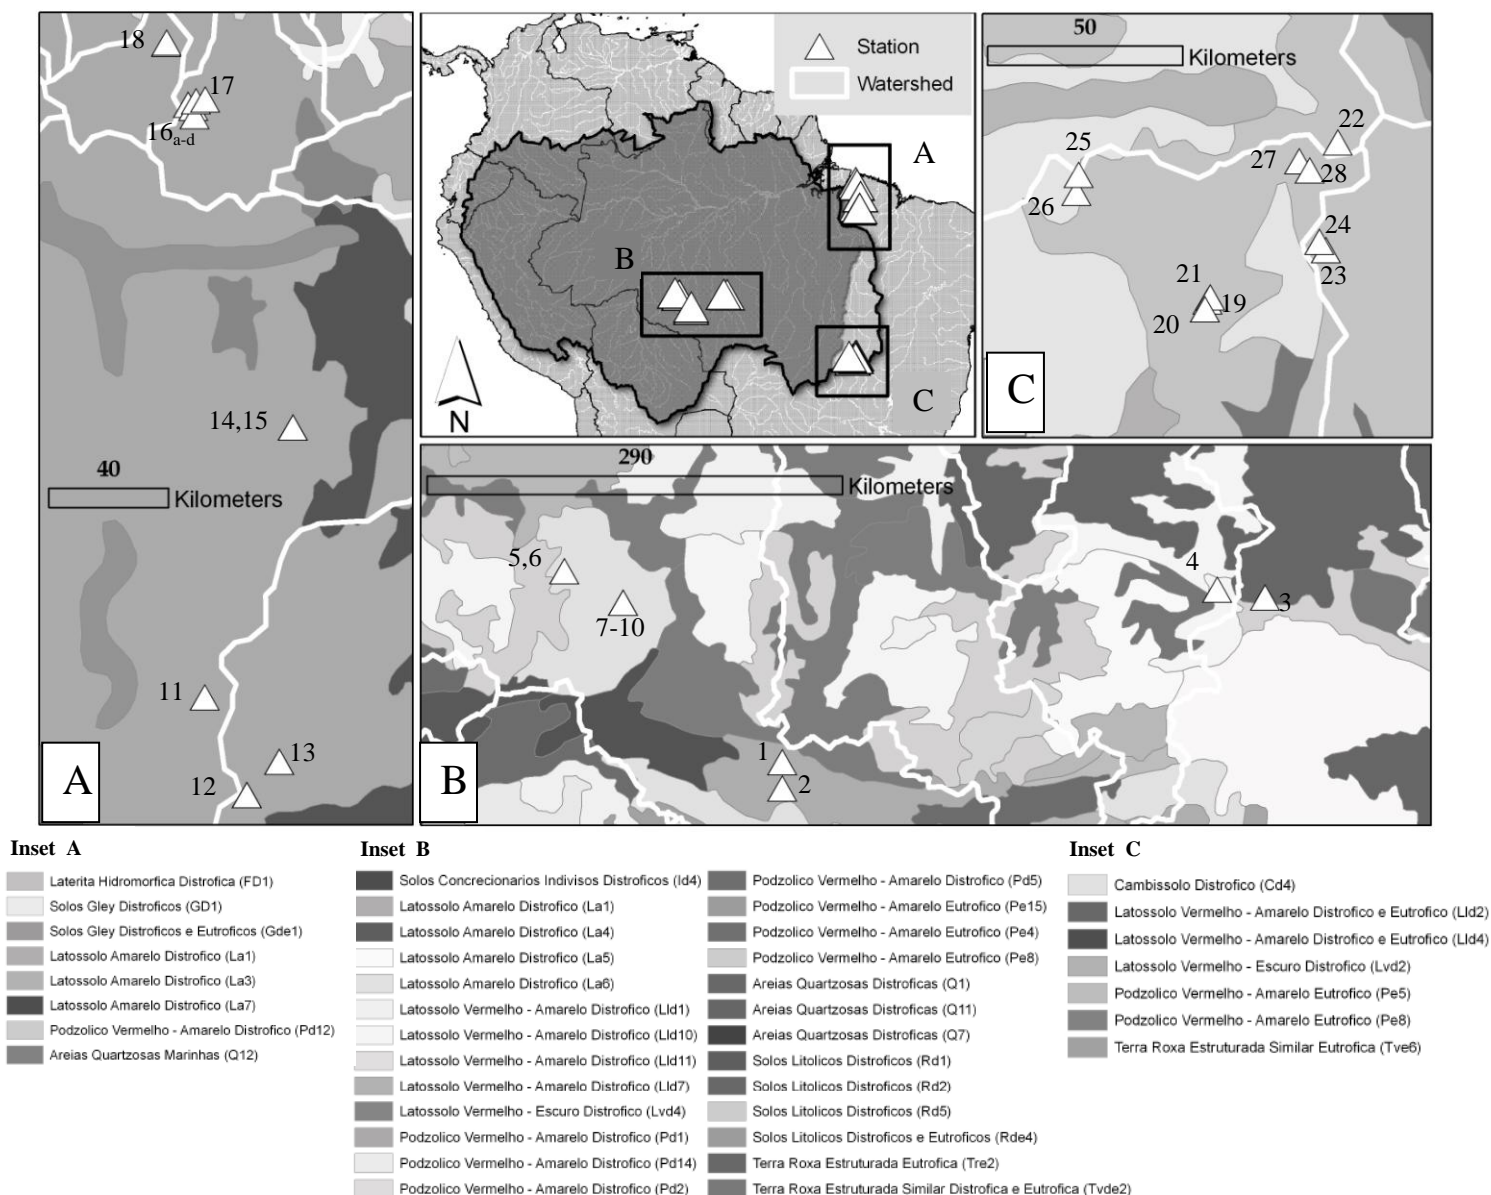 18
17
16a-d
14,15
40
Kilometers
11
13
12
A
Station
Watershed
A
B
C
N
50
Kilometers
22
25
27
28
26
24
23
21
19
20
C
290
Kilometers
5,6
4
3
7-10
1
2
B
Inset A
Laterita Hidromorfica Distrofica (FD1)
Solos Gley Distroficos (GD1)
Solos Gley Distroficos e Eutroficos (Gde1)
Latossolo Amarelo Distrofico (La1)
Latossolo Amarelo Distrofico (La3)
Latossolo Amarelo Distrofico (La7)
Podzolico Vermelho - Amarelo Distrofico (Pd12)
Areias Quartzosas Marinhas (Q12)
Inset B
Solos Concrecionarios Indivisos Distroficos (Id4)
Latossolo Amarelo Distrofico (La1)
Latossolo Amarelo Distrofico (La4)
Latossolo Amarelo Distrofico (La5)
Latossolo Amarelo Distrofico (La6)
Latossolo Vermelho - Amarelo Distrofico (Lld1)
Latossolo Vermelho - Amarelo Distrofico (Lld10)
Latossolo Vermelho - Amarelo Distrofico (Lld11)
Latossolo Vermelho - Amarelo Distrofico (Lld7)
Latossolo Vermelho - Escuro Distrofico (Lvd4)
Podzolico Vermelho - Amarelo Distrofico (Pd1)
Podzolico Vermelho - Amarelo Distrofico (Pd14)
Podzolico Vermelho - Amarelo Distrofico (Pd2)
Podzolico Vermelho - Amarelo Distrofico (Pd5)
Podzolico Vermelho - Amarelo Eutrofico (Pe15)
Podzolico Vermelho - Amarelo Eutrofico (Pe4)
Podzolico Vermelho - Amarelo Eutrofico (Pe8)
Areias Quartzosas Distroficas (Q1)
Areias Quartzosas Distroficas (Q11)
Areias Quartzosas Distroficas (Q7)
Solos Litolicos Distroficos (Rd1)
Solos Litolicos Distroficos (Rd2)
Solos Litolicos Distroficos (Rd5)
Solos Litolicos Distroficos e Eutroficos (Rde4)
Terra Roxa Estruturada Eutrofica (Tre2)
Terra Roxa Estruturada Similar Distrofica e Eutrofica (Tvde2)
Inset C
Cambissolo Distrofico (Cd4)
Latossolo Vermelho - Amarelo Distrofico e Eutrofico (Lld2)
Latossolo Vermelho - Amarelo Distrofico e Eutrofico (Lld4)
Latossolo Vermelho - Escuro Distrofico (Lvd2)
Podzolico Vermelho - Amarelo Eutrofico (Pe5)
Podzolico Vermelho - Amarelo Eutrofico (Pe8)
Terra Roxa Estruturada Similar Eutrofica (Tve6)